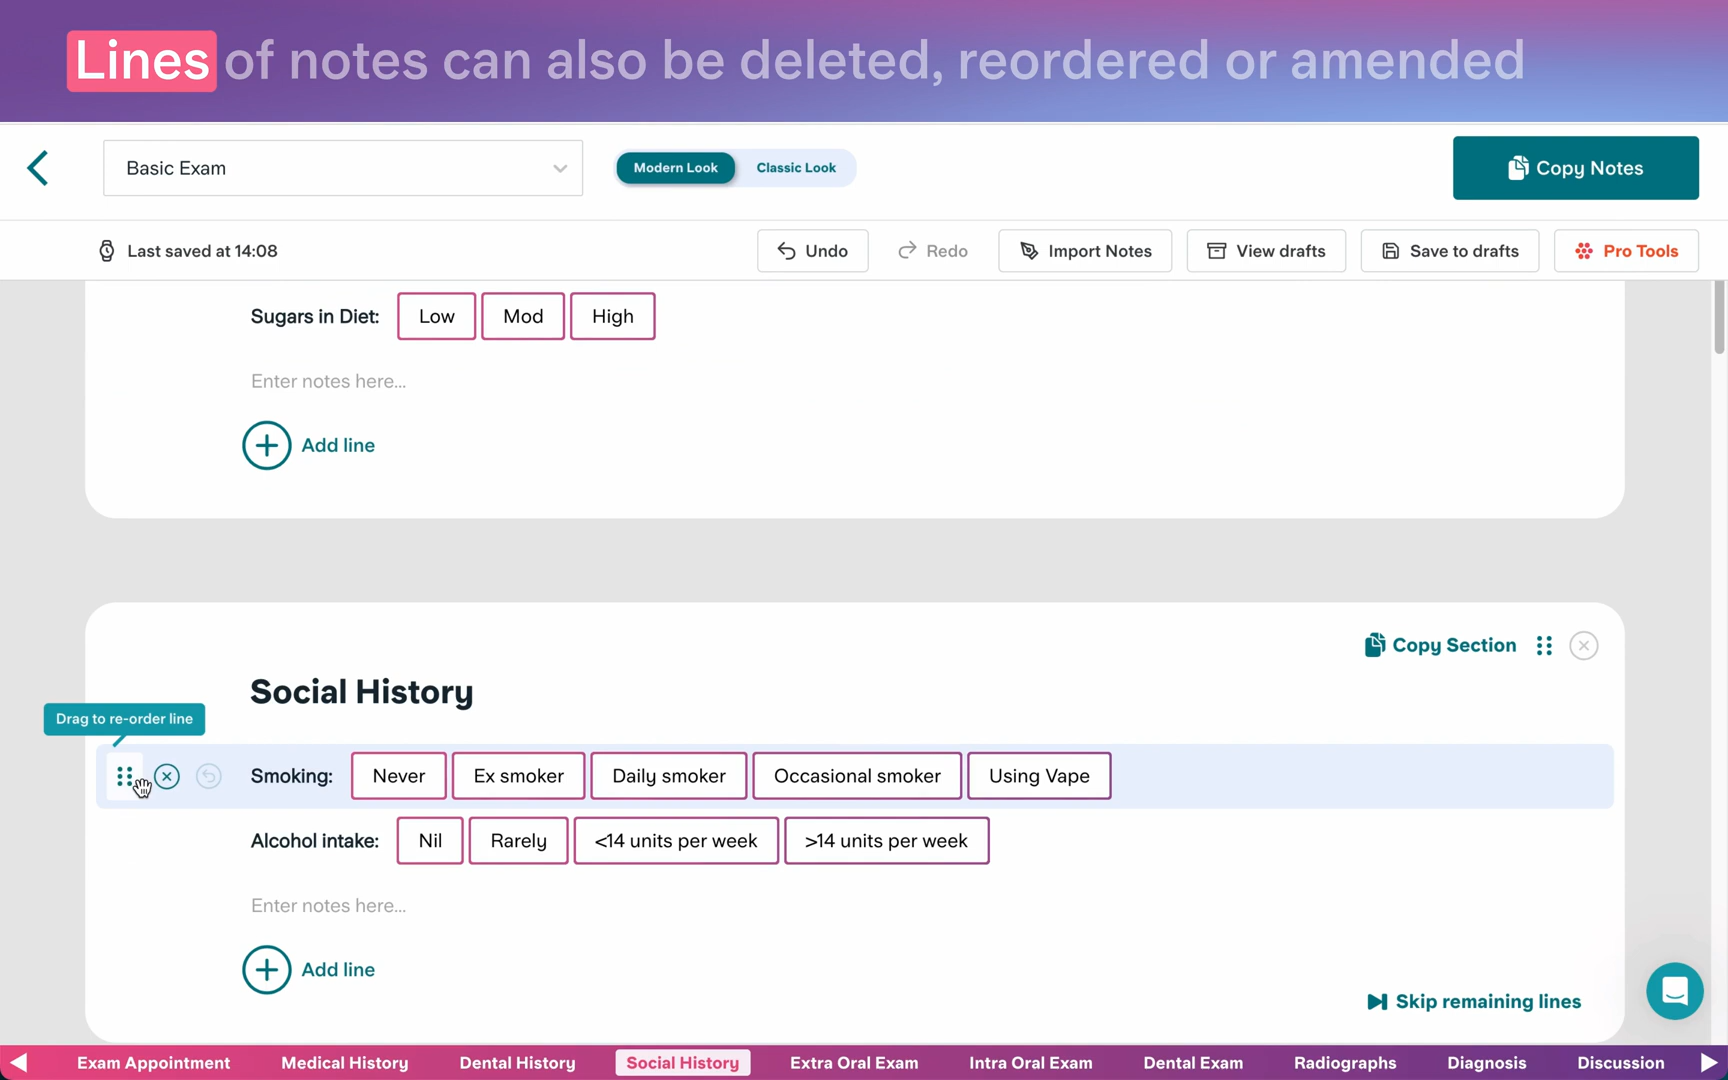 Lines of notes can also be deleted, reordered or amended
Basic Exam
Modern Look Classic Look
Copy Notes
Last saved at 14:08
Undo Redo Import Notes View drafts Save to drafts Pro Tools
Sugars in Diet: Low Mod High
Enter notes here...
Add line
Copy Section
Social History
Drag to re-order line
Smoking: Never Ex smoker Daily smoker Occasional smoker Using Vape
Alcohol intake: Nil Rarely <14 units per week >14 units per week
Enter notes here...
Add line
Skip remaining lines
Exam Appointment Medical History Dental History Social History Extra Oral Exam Intra Oral Exam Dental Exam Radiographs Diagnosis Discussion